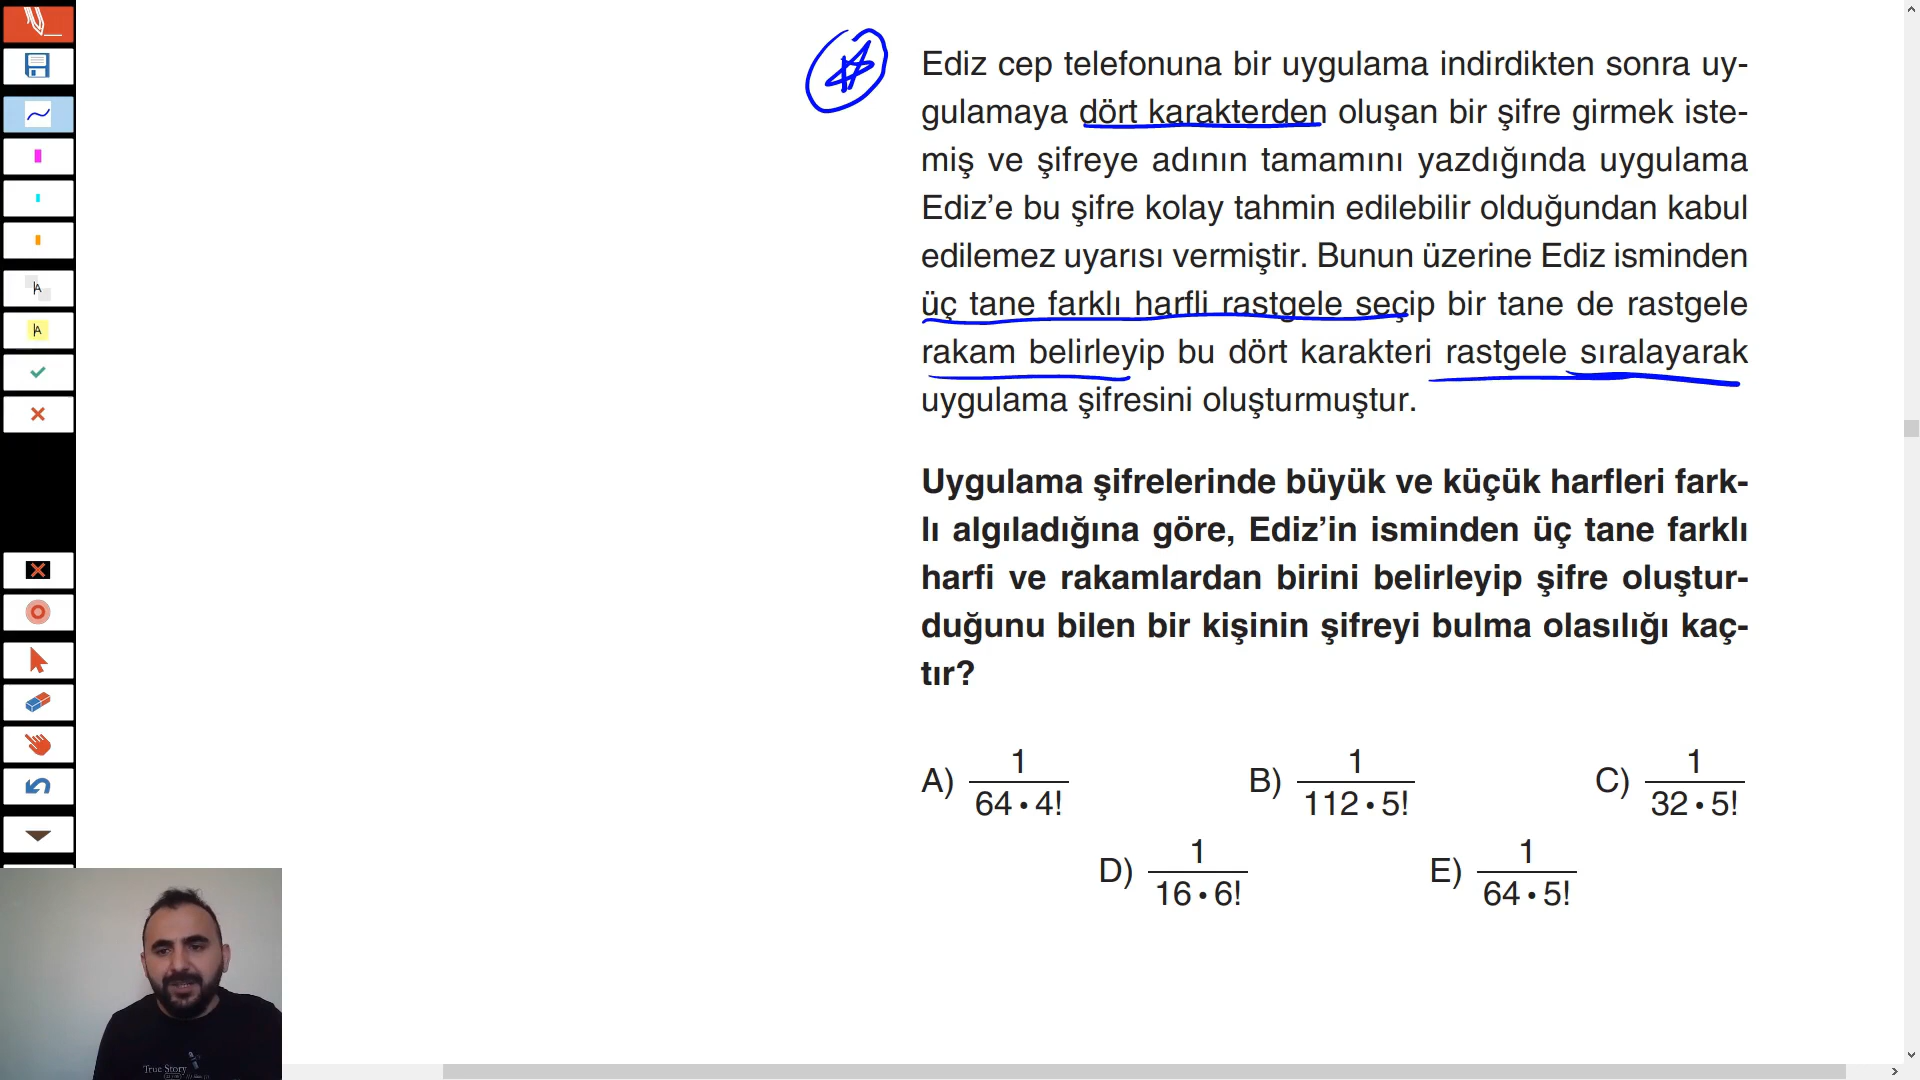 Ediz cep telefonuna bir uygulama indirdikten sonra uy-
gulamaya dört karakterden oluşan bir şifre girmek iste-
miş ve şifreye adının tamamını yazdığında uygulama
Ediz’e bu şifre kolay tahmin edilebilir olduğundan kabul
edilemez uyarısı vermiştir. Bunun üzerine Ediz isminden
üç tane farklı harfli rastgele seçip bir tane de rastgele
rakam belirleyip bu dört karakteri rastgele sıralayarak
uygulama şifresini oluşturmuştur.
Uygulama şifrelerinde büyük ve küçük harfleri fark-
lı algıladığına göre, Ediz’in isminden üç tane farklı
harfi ve rakamlardan birini belirleyip şifre oluştur-
duğunu bilen bir kişinin şifreyi bulma olasılığı kaç-
tır?
A) 1/(64•4!) B) 1/(112•5!) C) 1/(32•5!)
D) 1/(16•6!) E) 1/(64•5!)
A
A
True Story